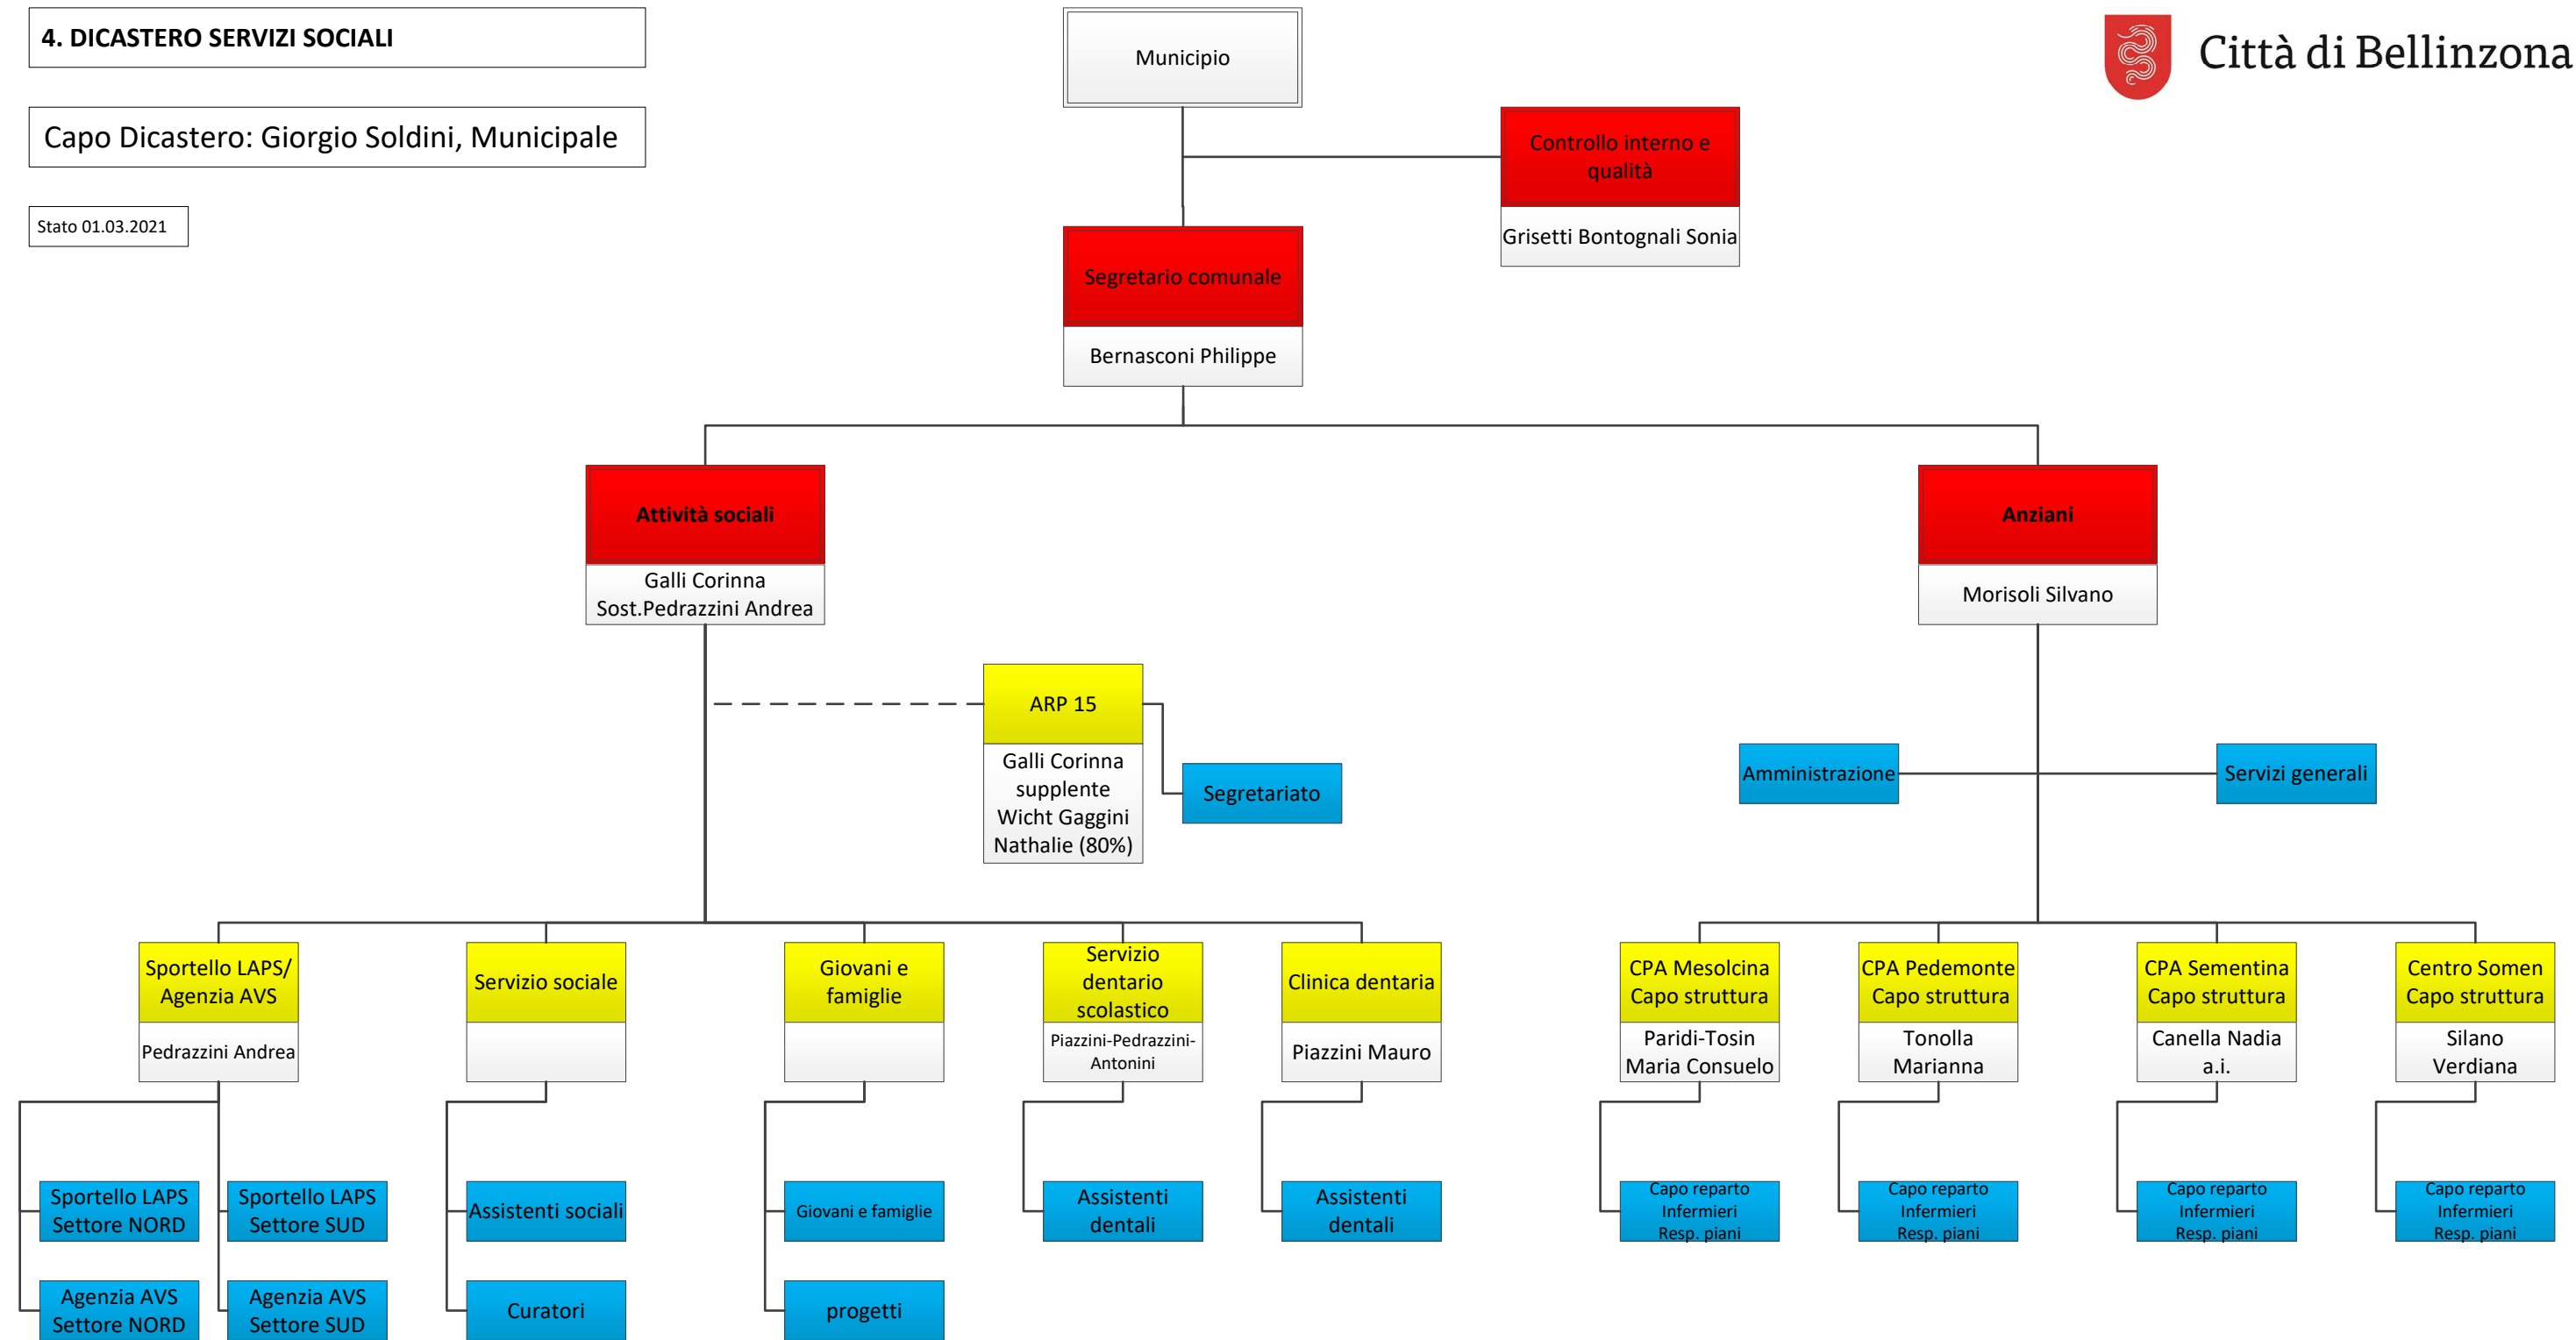 4. DICASTERO SERVIZI SOCIALI
Capo Dicastero: Giorgio Soldini, Municipale
Stato 01.03.2021
Municipio
Città di Bellinzona
Controllo interno e
qualità
Grisetti Bontognali Sonia
Segretario comunale
Bernasconi Philippe
Attività sociali
Galli Corinna
Sost.Pedrazzini Andrea
Anziani
Morisoli Silvano
ARP 15
Galli Corinna
supplente
Wicht Gaggini
Nathalie (80%)
Segretariato
Amministrazione
Servizi generali
Sportello LAPS/
Agenzia AVS
Pedrazzini Andrea
Servizio sociale
Giovani e
famiglie
Servizio
dentario
scolastico
Piazzini-Pedrazzini-
Antonini
Clinica dentaria
Piazzini Mauro
CPA Mesolcina
Capo struttura
Paridi-Tosin
Maria Consuelo
CPA Pedemonte
Capo struttura
Tonolla
Marianna
CPA Sementina
Capo struttura
Canella Nadia
a.i.
Centro Somen
Capo struttura
Silano
Verdiana
Sportello LAPS
Settore NORD
Sportello LAPS
Settore SUD
Assistenti sociali
Giovani e famiglie
Assistenti
dentali
Assistenti
dentali
Capo reparto
Infermieri
Resp. piani
Capo reparto
Infermieri
Resp. piani
Capo reparto
Infermieri
Resp. piani
Capo reparto
Infermieri
Resp. piani
Agenzia AVS
Settore NORD
Agenzia AVS
Settore SUD
Curatori
progetti